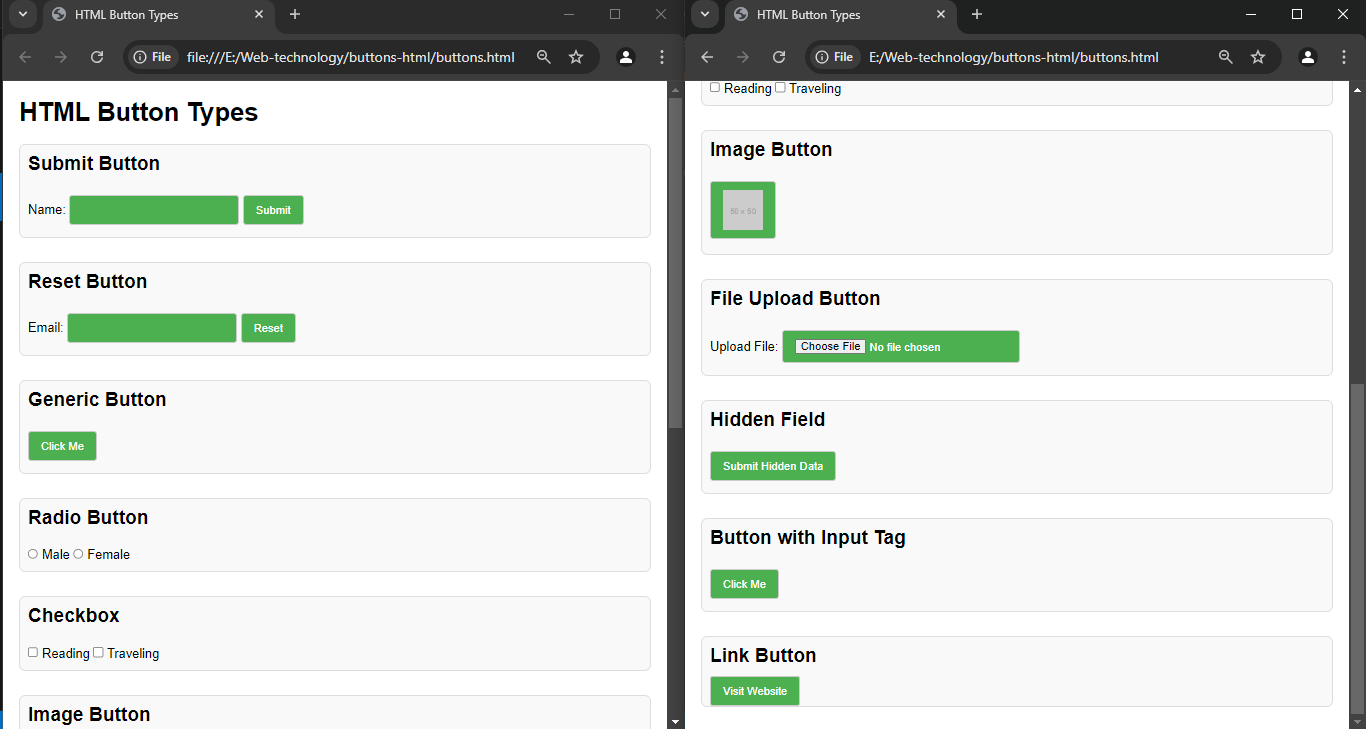 HTML Button Types
File file:///E:/Web-technology/buttons-html/buttons.html
HTML Button Types
Submit Button
Name: Submit
Reset Button
Email: Reset
Generic Button
Click Me
Radio Button
Male Female
Checkbox
Reading Traveling
Image Button
HTML Button Types
File E:/Web-technology/buttons-html/buttons.html
Reading Traveling
Image Button
50 x 50
File Upload Button
Upload File: Choose File No file chosen
Hidden Field
Submit Hidden Data
Button with Input Tag
Click Me
Link Button
Visit Website